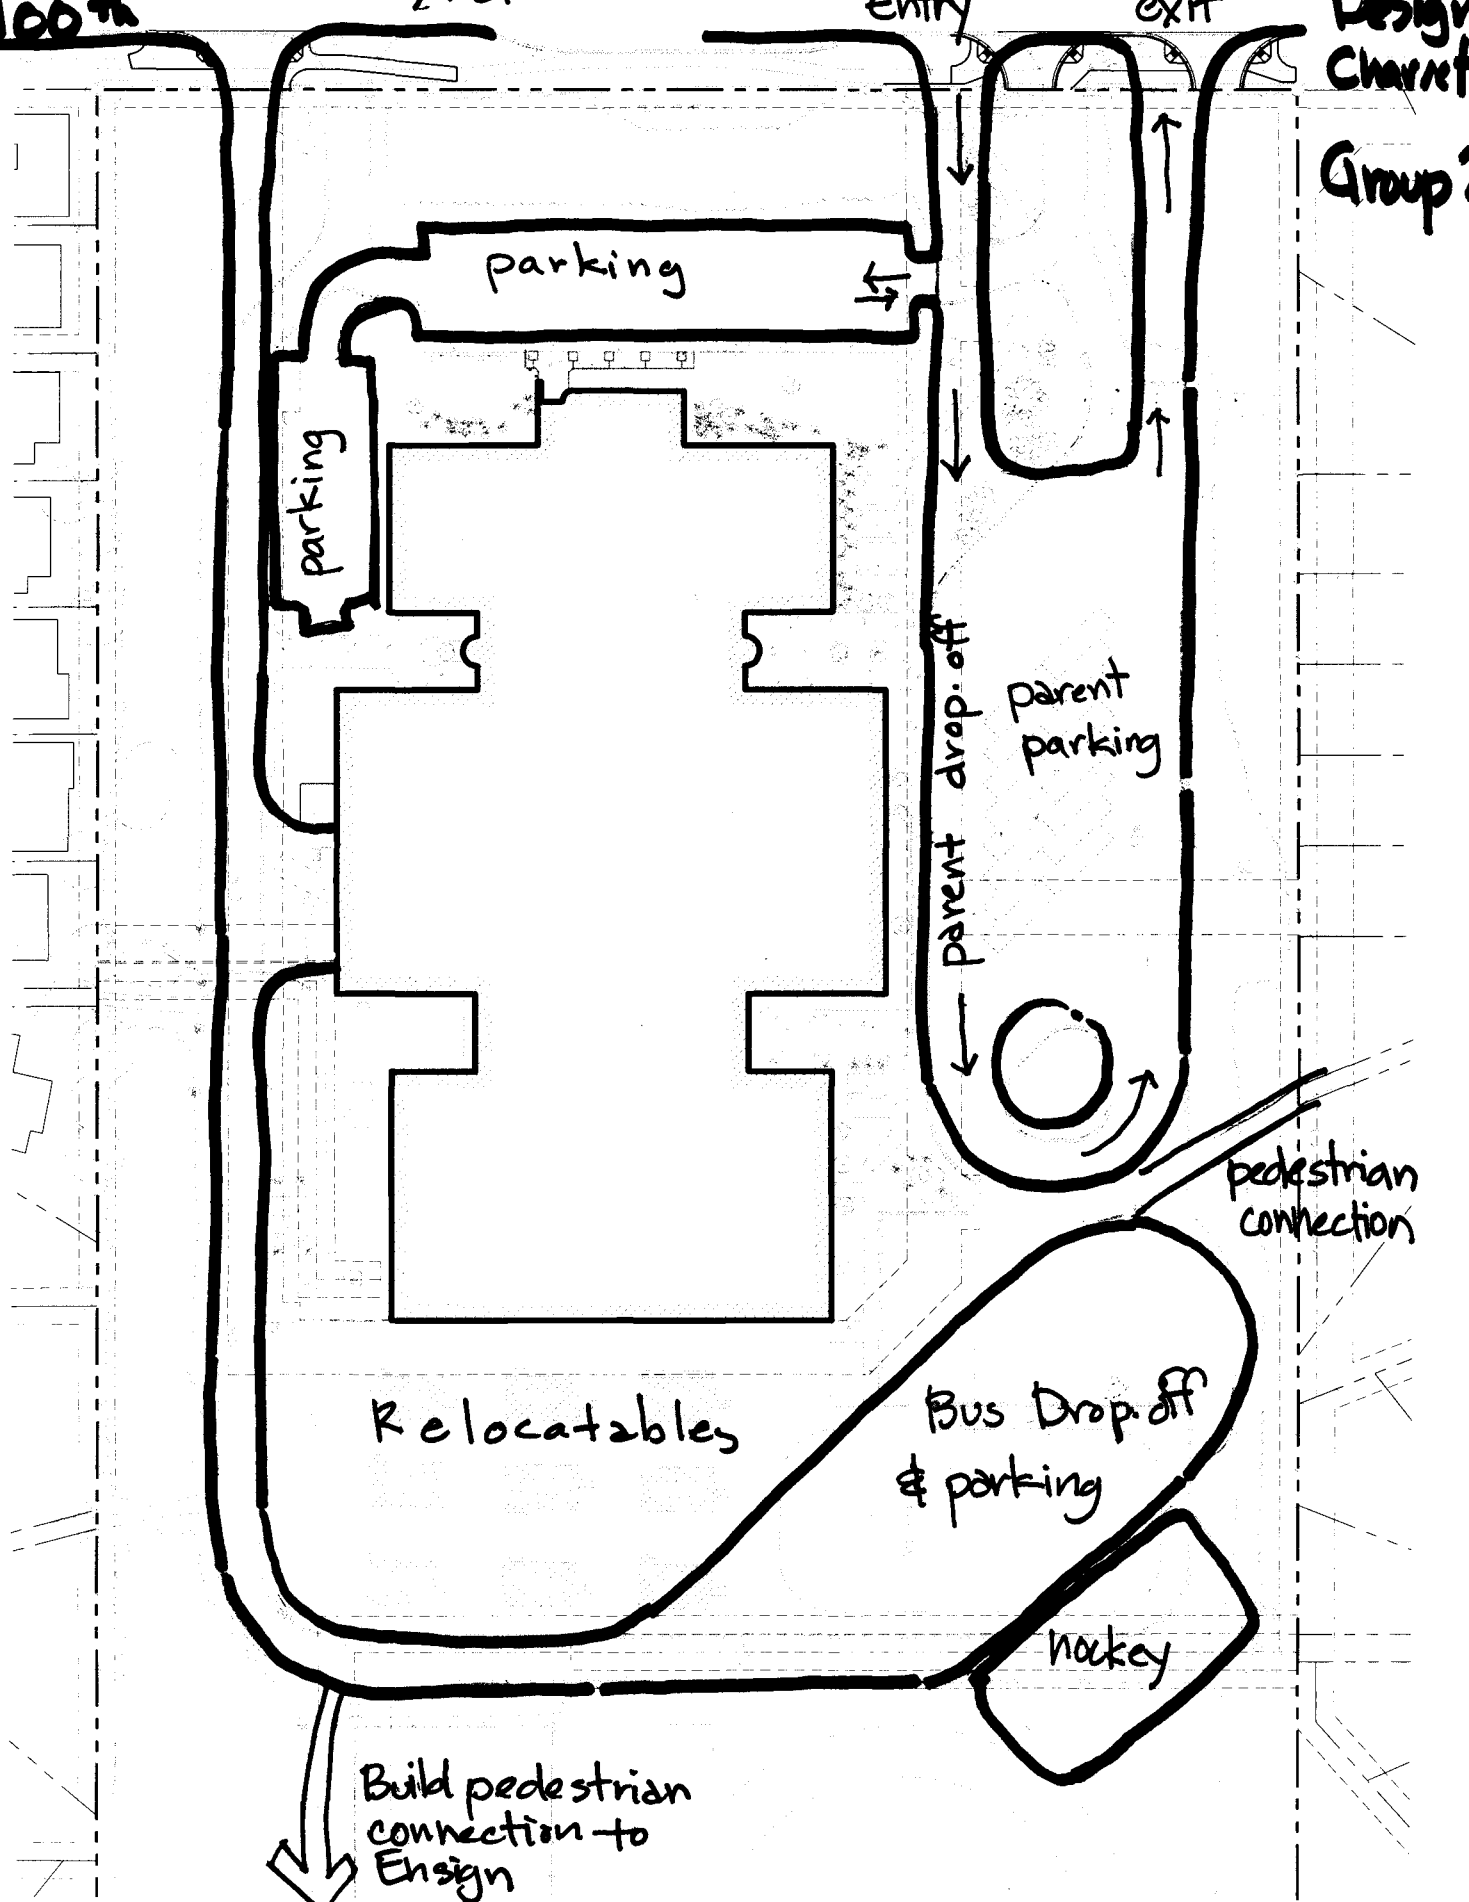 100th
entry
exit
Design
Group
parking
parking
parent drop.off
parent
parking
pedestrian
connection
Relocatables
Bus Drop.off
& parking
hockey
Build pedestrian
connection to
Ensign